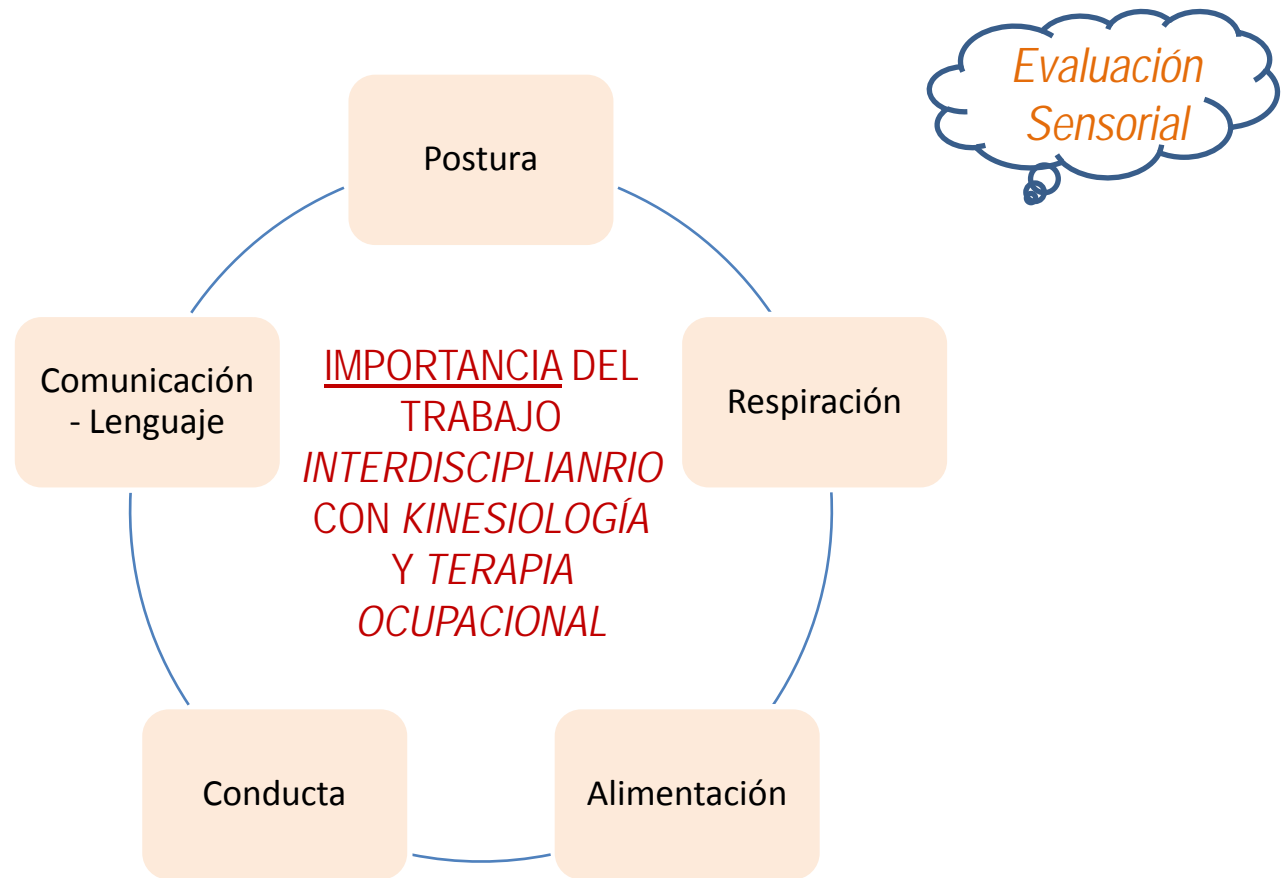 Evaluación
Sensorial
Postura
Respiración
Alimentación
Conducta
Comunicación
- Lenguaje
IMPORTANCIA DEL
TRABAJO
INTERDISCIPLIANRIO
CON KINESIOLOGÍA
Y TERAPIA
OCUPACIONAL